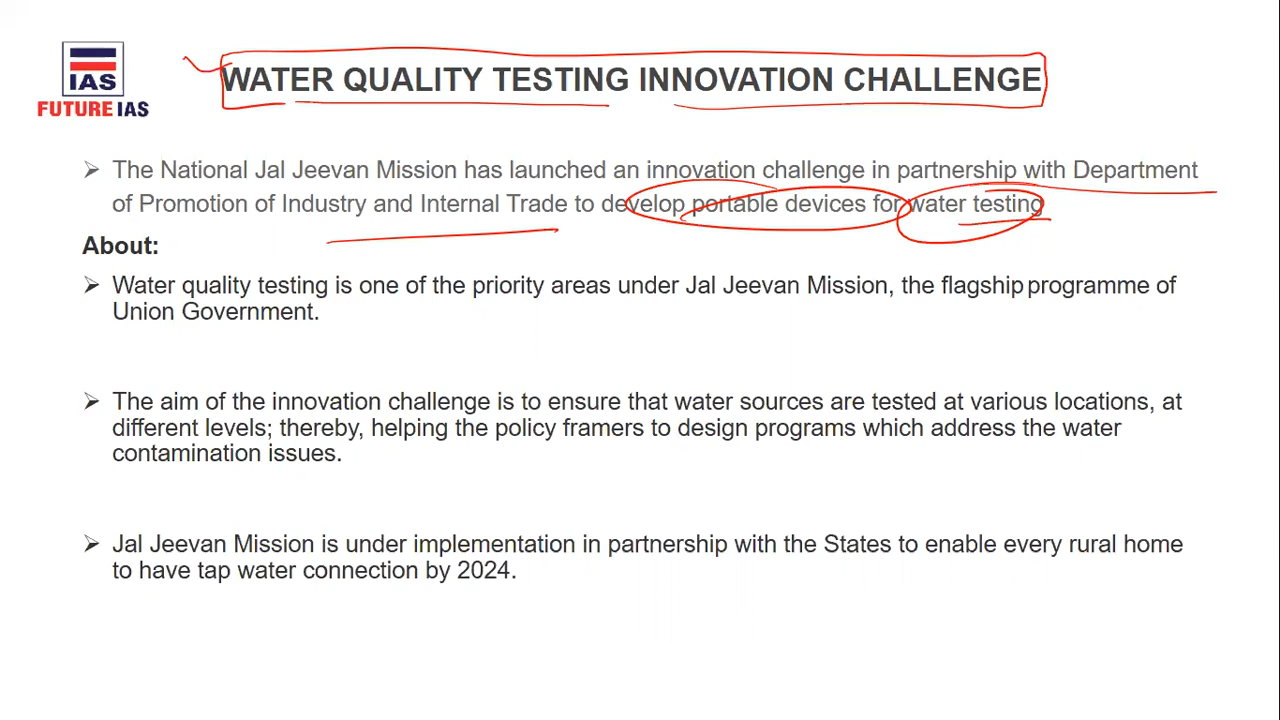 IAS
FUTURE IAS
WATER QUALITY TESTING INNOVATION CHALLENGE
➢ The National Jal Jeevan Mission has launched an innovation challenge in partnership with Department
of Promotion of Industry and Internal Trade to develop portable devices for water testing
About:
➢ Water quality testing is one of the priority areas under Jal Jeevan Mission, the flagship programme of
Union Government.
➢ The aim of the innovation challenge is to ensure that water sources are tested at various locations, at
different levels; thereby, helping the policy framers to design programs which address the water
contamination issues.
➢ Jal Jeevan Mission is under implementation in partnership with the States to enable every rural home
to have tap water connection by 2024.